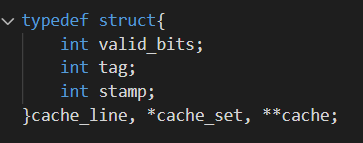 typedef struct{
    int valid_bits;
    int tag;
    int stamp;
}cache_line, *cache_set, **cache;